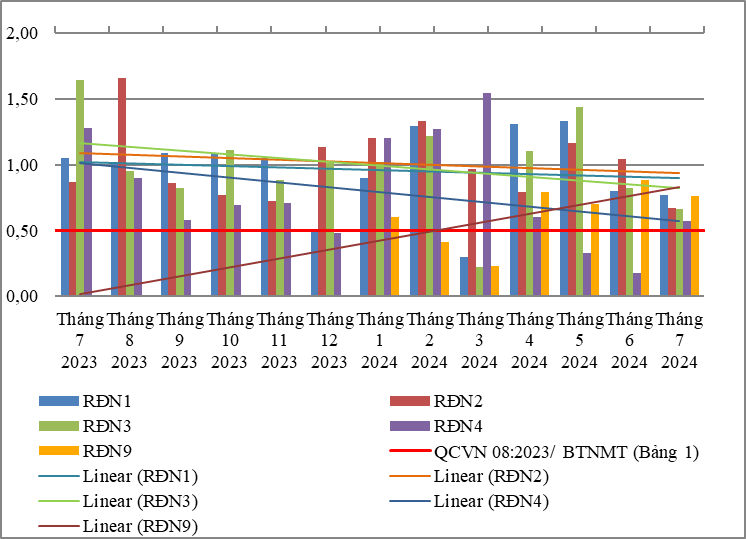 2,00
1,50
1,00
0,50
0,00
Tháng Tháng Tháng Tháng Tháng Tháng Tháng Tháng Tháng Tháng Tháng Tháng Tháng
7 8 9 10 11 12 1 2 3 4 5 6 7
2023 2023 2023 2023 2023 2023 2024 2024 2024 2024 2024 2024 2024
RĐN1 RĐN2
RĐN3 RĐN4
RĐN9 QCVN 08:2023/ BTNMT (Bảng 1)
Linear (RĐN1) Linear (RĐN2)
Linear (RĐN3) Linear (RĐN4)
Linear (RĐN9)